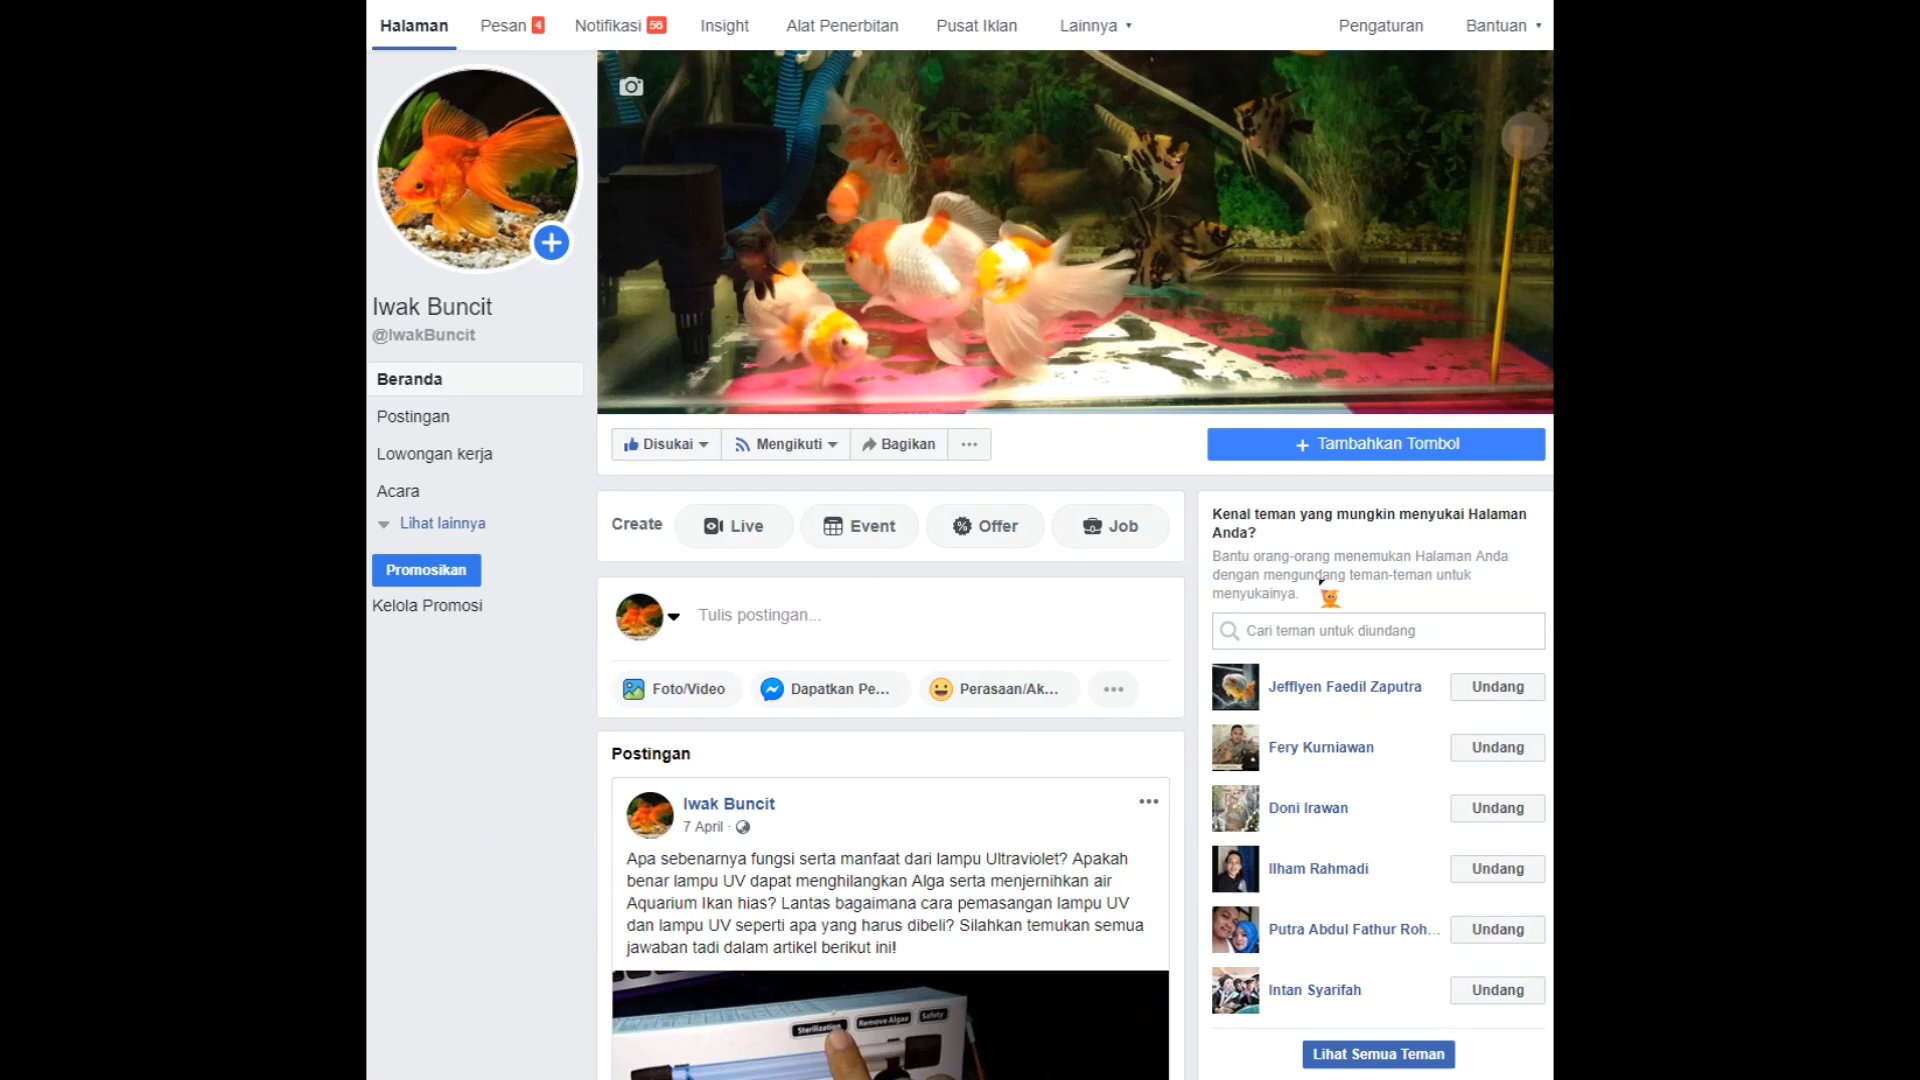 Halaman Pesan 4 Notifikasi 56 Insight Alat Penerbitan Pusat Iklan Lainnya Pengaturan Bantuan
Iwak Buncit
@IwakBuncit
Beranda
Postingan
Lowongan kerja
Acara
Lihat lainnya
Promosikan
Kelola Promosi
Disukai Mengikuti Bagikan ...
+ Tambahkan Tombol
Create Live Event Offer Job
Tulis postingan...
Foto/Video Dapatkan Pe... Perasaan/Ak... ...
Postingan
Iwak Buncit
7 April ·
Apa sebenarnya fungsi serta manfaat dari lampu Ultraviolet? Apakah
benar lampu UV dapat menghilangkan Alga serta menjernihkan air
Aquarium Ikan hias? Lantas bagaimana cara pemasangan lampu UV
dan lampu UV seperti apa yang harus dibeli? Silahkan temukan semua
jawaban tadi dalam artikel berikut ini!
Sterilization Remove Algae Safety
Kenal teman yang mungkin menyukai Halaman
Anda?
Bantu orang-orang menemukan Halaman Anda
dengan mengundang teman-teman untuk
menyukainya.
Cari teman untuk diundang
Jefflyen Faedil Zaputra Undang
Fery Kurniawan Undang
Doni Irawan Undang
Ilham Rahmadi Undang
Putra Abdul Fathur Roh... Undang
Intan Syarifah Undang
Lihat Semua Teman